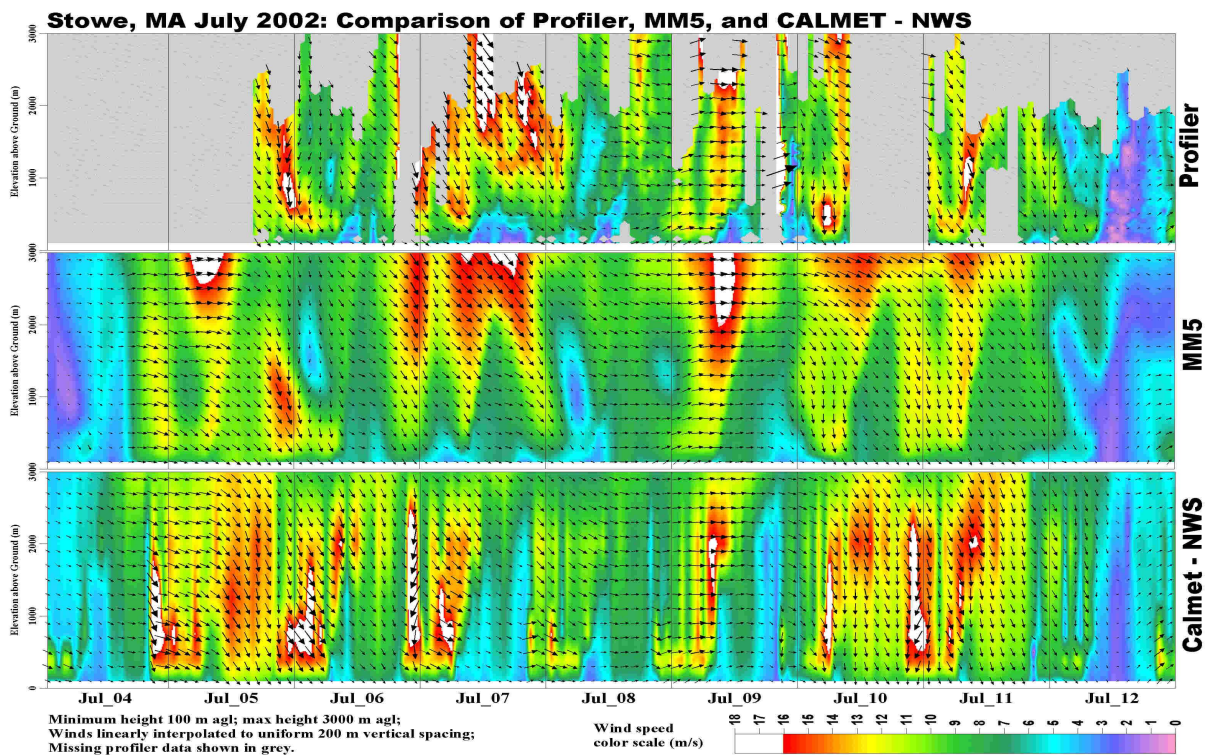 Stowe, MA July 2002: Comparison of Profiler, MM5, and CALMET - NWS
3000
2000
1000
Elevation above Ground (m)
Profiler
3000
3000
2000
1000
Elevation above Ground (m)
MM5
3000
3000
2000
1000
0
Elevation above Ground (m)
Calmet - NWS
Jul_04 Jul_05 Jul_06 Jul_07 Jul_08 Jul_09 Jul_10 Jul_11 Jul_12
Minimum height 100 m agl; max height 3000 m agl;
Winds linearly interpolated to uniform 200 m vertical spacing;
Missing profiler data shown in grey.
Wind speed
color scale (m/s)
18 17 16 15 14 13 12 11 10 9 8 7 6 5 4 3 2 1 0